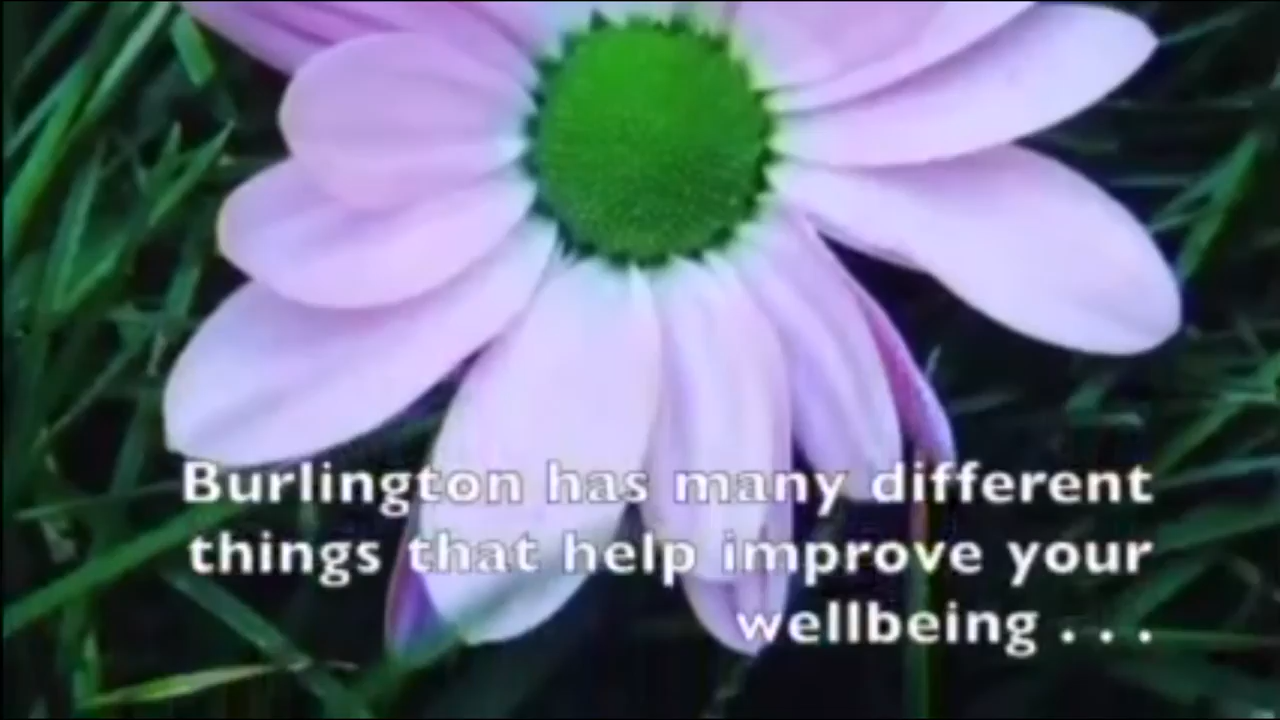 Burlington has many different
things that help improve your
wellbeing . . .